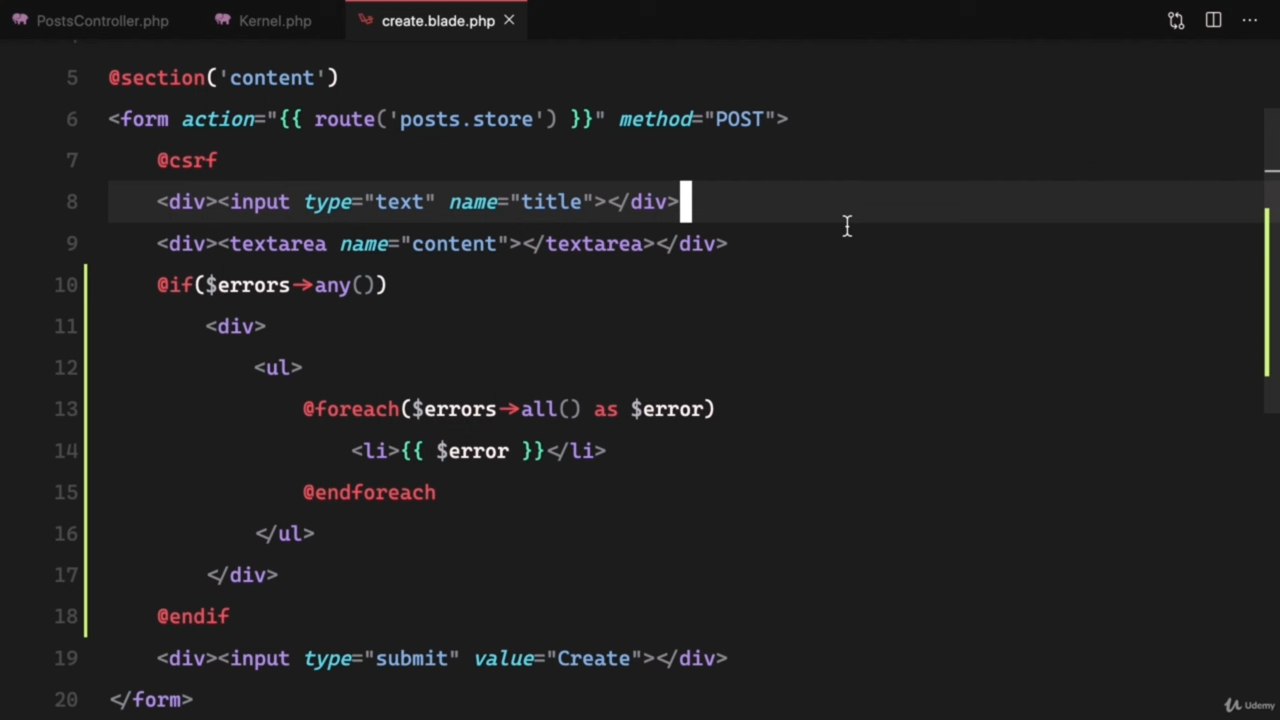 PostsController.php Kernel.php create.blade.php
5 @section('content')
6 <form action="{{ route('posts.store') }}" method="POST">
7 @csrf
8 <div><input type="text" name="title"></div>
9 <div><textarea name="content"></textarea></div>
10 @if($errors->any())
11 <div>
12 <ul>
13 @foreach($errors->all() as $error)
14 <li>{{ $error }}</li>
15 @endforeach
16 </ul>
17 </div>
18 @endif
19 <div><input type="submit" value="Create"></div>
20 </form>
Udemy